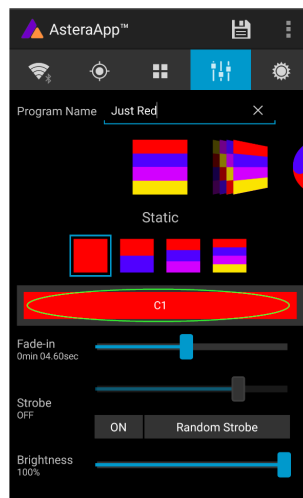 AsteraApp™
Program Name Just Red
Static
C1
Fade-in
0min 04.60sec
Strobe
OFF
ON Random Strobe
Brightness
100%